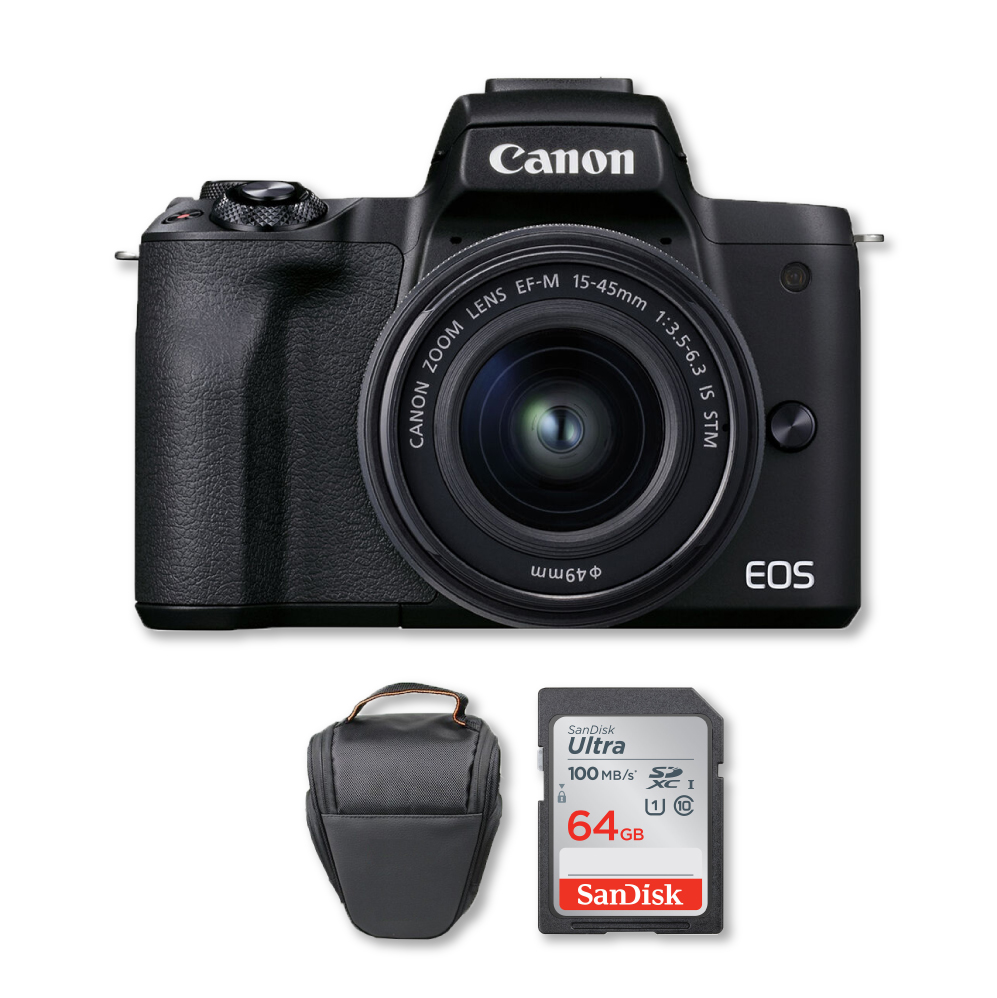 Canon
CANON ZOOM LENS EF-M 15-45mm 1:3.5-6.3 IS STM
Φ49mm
EOS
SanDisk
Ultra
100 MB/s*
SD XC I
1 10
64GB
SanDisk